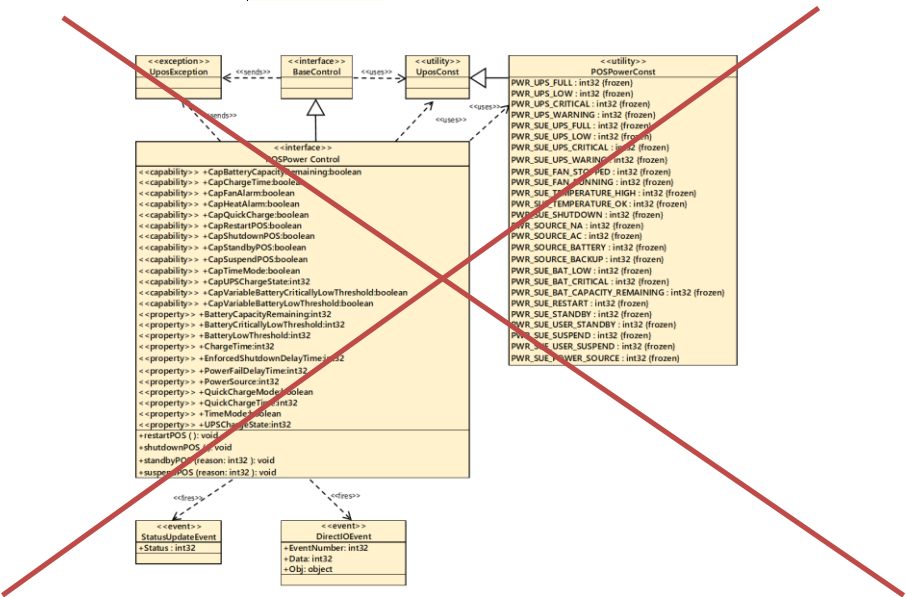 <<exception>>
UposException
<<sends>>
<<interface>>
BaseControl
<<uses>>
<<utility>>
UposConst
<<utility>>
POSPowerConst
PWR_UPS_FULL : int32 {frozen}
PWR_UPS_LOW : int32 {frozen}
PWR_UPS_CRITICAL : int32 {frozen}
PWR_UPS_WARNING : int32 {frozen}
PWR_SUE_UPS_FULL : int32 {frozen}
PWR_SUE_UPS_LOW : int32 {frozen}
PWR_SUE_UPS_CRITICAL : int32 {frozen}
PWR_SUE_UPS_WARING : int32 {frozen}
PWR_SUE_FAN_STOPPED : int32 {frozen}
PWR_SUE_FAN_RUNNING : int32 {frozen}
PWR_SUE_TEMPERATURE_HIGH : int32 {frozen}
PWR_SUE_TEMPERATURE_OK : int32 {frozen}
PWR_SUE_SHUTDOWN : int32 {frozen}
PWR_SOURCE_NA : int32 {frozen}
PWR_SOURCE_AC : int32 {frozen}
PWR_SOURCE_BATTERY : int32 {frozen}
PWR_SOURCE_BACKUP : int32 {frozen}
PWR_SUE_BAT_LOW : int32 {frozen}
PWR_SUE_BAT_CRITICAL : int32 {frozen}
PWR_SUE_BAT_CAPACITY_REMAINING : int32 {frozen}
PWR_SUE_RESTART : int32 {frozen}
PWR_SUE_STANDBY : int32 {frozen}
PWR_SUE_USER_STANDBY : int32 {frozen}
PWR_SUE_SUSPEND : int32 {frozen}
PWR_SUE_USER_SUSPEND : int32 {frozen}
PWR_SUE_POWER_SOURCE : int32 {frozen}
<<sends>>
<<uses>>
<<uses>>
<<interface>>
POSPower Control
<<capability>> +CapBatteryCapacityRemaining:boolean
<<capability>> +CapChargeTime:boolean
<<capability>> +CapFanAlarm:boolean
<<capability>> +CapHeatAlarm:boolean
<<capability>> +CapQuickCharge:boolean
<<capability>> +CapRestartPOS:boolean
<<capability>> +CapShutdownPOS:boolean
<<capability>> +CapStandbyPOS:boolean
<<capability>> +CapSuspendPOS:boolean
<<capability>> +CapTimeMode:boolean
<<capability>> +CapUPSChargeState:int32
<<capability>> +CapVariableBatteryCriticallyLowThreshold:boolean
<<capability>> +CapVariableBatteryLowThreshold:boolean
<<property>> +BatteryCapacityRemaining:int32
<<property>> +BatteryCriticallyLowThreshold:int32
<<property>> +BatteryLowThreshold:int32
<<property>> +ChargeTime:int32
<<property>> +EnforcedShutdownDelayTime:int32
<<property>> +PowerFailDelayTime:int32
<<property>> +PowerSource:int32
<<property>> +QuickChargeMode:boolean
<<property>> +QuickChargeTime:int32
<<property>> +TimeMode:boolean
<<property>> +UPSChargeState:int32
+restartPOS ( ): void
+shutdownPOS ( ): void
+standbyPOS (reason: int32 ): void
+suspendPOS (reason: int32 ): void
<<fires>>
<<fires>>
<<event>>
StatusUpdateEvent
+Status : int32
<<event>>
DirectIOEvent
+EventNumber: int32
+Data: int32
+Obj: object